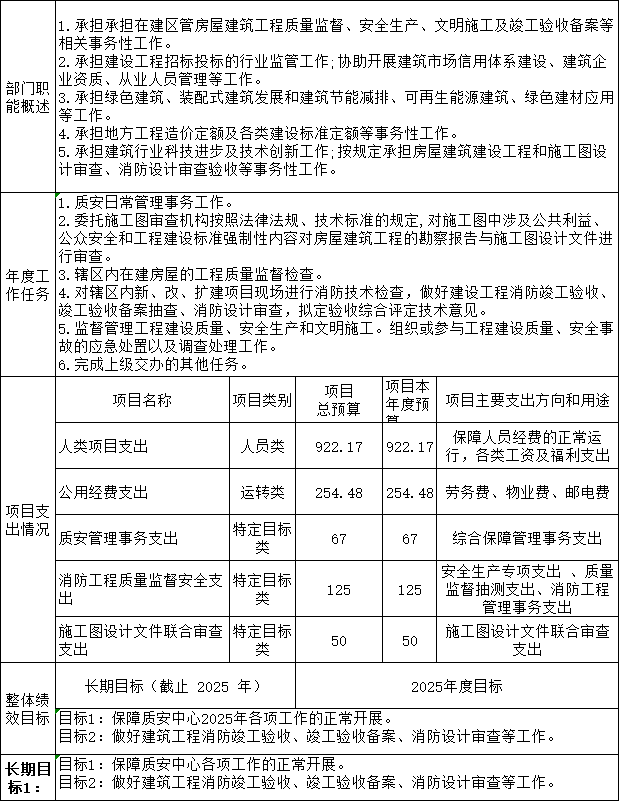 部门职
能概述
1.承担承担在建区管房屋建筑工程质量监督、安全生产、文明施工及竣工验收备案等
相关事务性工作。
2.承担建设工程招标投标的行业监管工作;协助开展建筑市场信用体系建设、建筑企
业资质、从业人员管理等工作。
3.承担绿色建筑、装配式建筑发展和建筑节能减排、可再生能源建筑、绿色建材应用
等工作。
4.承担地方工程造价定额及各类建设标准定额等事务性工作。
5.承担建筑行业科技进步及技术创新工作;按规定承担房屋建筑建设工程和施工图设
计审查、消防设计审查验收等事务性工作。
年度工
作任务
1.质安日常管理事务工作。
2.委托施工图审查机构按照法律法规、技术标准的规定,对施工图中涉及公共利益、
公众安全和工程建设标准强制性内容对房屋建筑工程的勘察报告与施工图设计文件进
行审查。
3.辖区内在建房屋的工程质量监督检查。
4.对辖区内新、改、扩建项目现场进行消防技术检查，做好建设工程消防竣工验收、
竣工验收备案抽查、消防设计审查，拟定验收综合评定技术意见。
5.监督管理工程建设质量、安全生产和文明施工。组织或参与工程建设质量、安全事
故的应急处置以及调查处理工作。
6.完成上级交办的其他任务。
项目支
出情况
项目名称 项目类别 项目
总预算 项目本
年度预
算 项目主要支出方向和用途
人类项目支出 人员类 922.17 922.17 保障人员经费的正常运
行，各类工资及福利支出
公用经费支出 运转类 254.48 254.48 劳务费、物业费、邮电费
质安管理事务支出 特定目标
类 67 67 综合保障管理事务支出
消防工程质量监督安全支
出 特定目标
类 125 125 安全生产专项支出 、质量
监督抽测支出、消防工程
管理事务支出
施工图设计文件联合审查
支出 特定目标
类 50 50 施工图设计文件联合审查
支出
整体绩
效目标
长期目标（截止 2025 年） 2025年度目标
目标1：保障质安中心2025年各项工作的正常开展。
目标2：做好建筑工程消防竣工验收、竣工验收备案、消防设计审查等工作。
长期目
标1：
目标1：保障质安中心各项工作的正常开展。
目标2：做好建筑工程消防竣工验收、竣工验收备案、消防设计审查等工作。